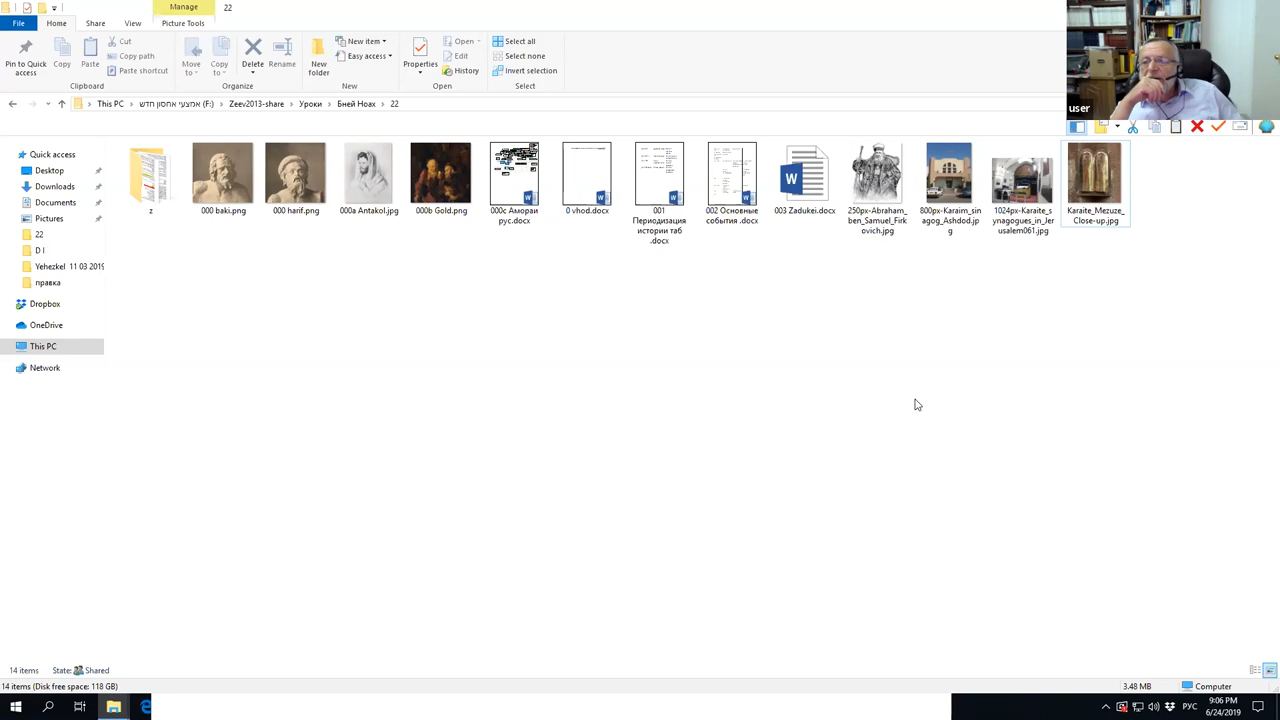 Manage
22
File
Home
Share
View
Picture Tools
Pin to Quick access
Copy
Paste
Cut
Copy path
Paste shortcut
Move to
Copy to
Delete
Rename
New folder
New item
Easy access
Properties
Open
Edit
History
Select all
Select none
Invert selection
Clipboard
Organize
New
Open
Select
This PC
אמצעי אחסון חדש (F:)
Zeev2013-share
Уроки
Бней Ноах
22
user
Quick access
Desktop
Downloads
Documents
Pictures
22
D I
Yehezkel 11 03 2019
правка
Dropbox
OneDrive
This PC
Network
z
000 baki.png
000 harif.png
000a Antakol
000b Gold.png
000c Амораи рус.docx
0 vhod.docx
001 Периодизация истории таб .docx
002 Основные события .docx
003 Zadukei.docx
250px-Abraham_ben_Samuel_Firkovich.jpg
800px-Karaim_sinagog_Ashdod.jpg
1024px-Karaite_synagogues_in_Jerusalem061.jpg
Karaite_Mezuze_Close-up.jpg
14 items
State: Shared
14 items (Disk free space: 118 GB)
3.48 MB
Computer
РУС
9:06 PM
6/24/2019